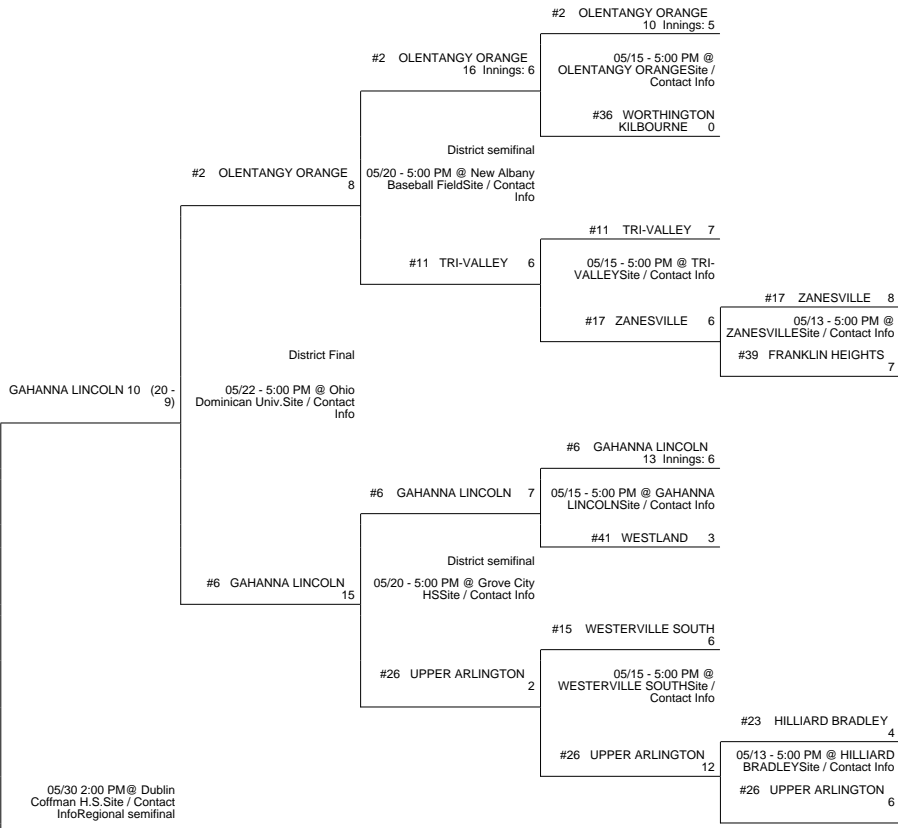 #2 OLENTANGY ORANGE
10 Innings: 5
05/15 - 5:00 PM @
OLENTANGY ORANGESite /
Contact Info
#36 WORTHINGTON
KILBOURNE 0
#2 OLENTANGY ORANGE
16 Innings: 6
District semifinal
05/20 - 5:00 PM @ New Albany
Baseball FieldSite / Contact
Info
#2 OLENTANGY ORANGE
8
#11 TRI-VALLEY 7
05/15 - 5:00 PM @ TRI-
VALLEYSite / Contact Info
#11 TRI-VALLEY 6
#17 ZANESVILLE 6
#17 ZANESVILLE 8
05/13 - 5:00 PM @
ZANESVILLESite / Contact Info
#39 FRANKLIN HEIGHTS
7
District Final
05/22 - 5:00 PM @ Ohio
Dominican Univ.Site / Contact
Info
GAHANNA LINCOLN 10 (20 -
9)
#6 GAHANNA LINCOLN
13 Innings: 6
05/15 - 5:00 PM @ GAHANNA
LINCOLNSite / Contact Info
#41 WESTLAND 3
#6 GAHANNA LINCOLN 7
District semifinal
05/20 - 5:00 PM @ Grove City
HSSite / Contact Info
#6 GAHANNA LINCOLN
15
#15 WESTERVILLE SOUTH
6
05/15 - 5:00 PM @
WESTERVILLE SOUTHSite /
Contact Info
#26 UPPER ARLINGTON
2
#26 UPPER ARLINGTON
12
#23 HILLIARD BRADLEY
4
05/13 - 5:00 PM @ HILLIARD
BRADLEYSite / Contact Info
#26 UPPER ARLINGTON
6
05/30 2:00 PM@ Dublin
Coffman H.S.Site / Contact
InfoRegional semifinal